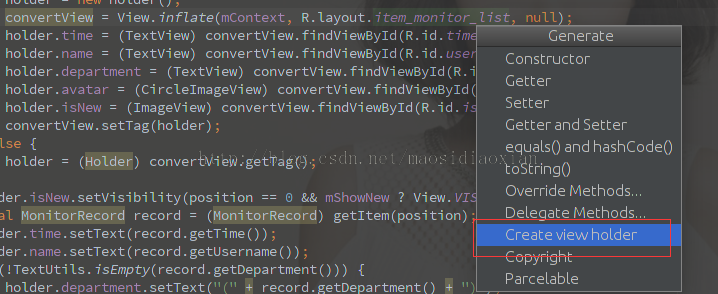 holder = new Holder();
convertView = View.inflate(mContext, R.layout.item_monitor_list, null);
holder.time = (TextView) convertView.findViewById(R.id.time
holder.name = (TextView) convertView.findViewById(R.id.user
holder.department = (TextView) convertView.findViewById(R.i
holder.avatar = (CircleImageView) convertView.findViewById(
holder.isNew = (ImageView) convertView.findViewById(R.id.is
convertView.setTag(holder);
lse {
holder = (Holder) convertView.getTag();
der.isNew.setVisibility(position == 0 && mShowNew ? View.VIS
al MonitorRecord record = (MonitorRecord) getItem(position);
der.time.setText(record.getTime());
der.name.setText(record.getUsername());
(!TextUtils.isEmpty(record.getDepartment())) {
holder.department.setText("(" + record.getDepartment() + ")
Generate
Constructor
Getter
Setter
Getter and Setter
equals() and hashCode()
toString()
Override Methods...
Delegate Methods...
Create view holder
Copyright
Parcelable
http://blog.csdn.net/maosidiaoxian